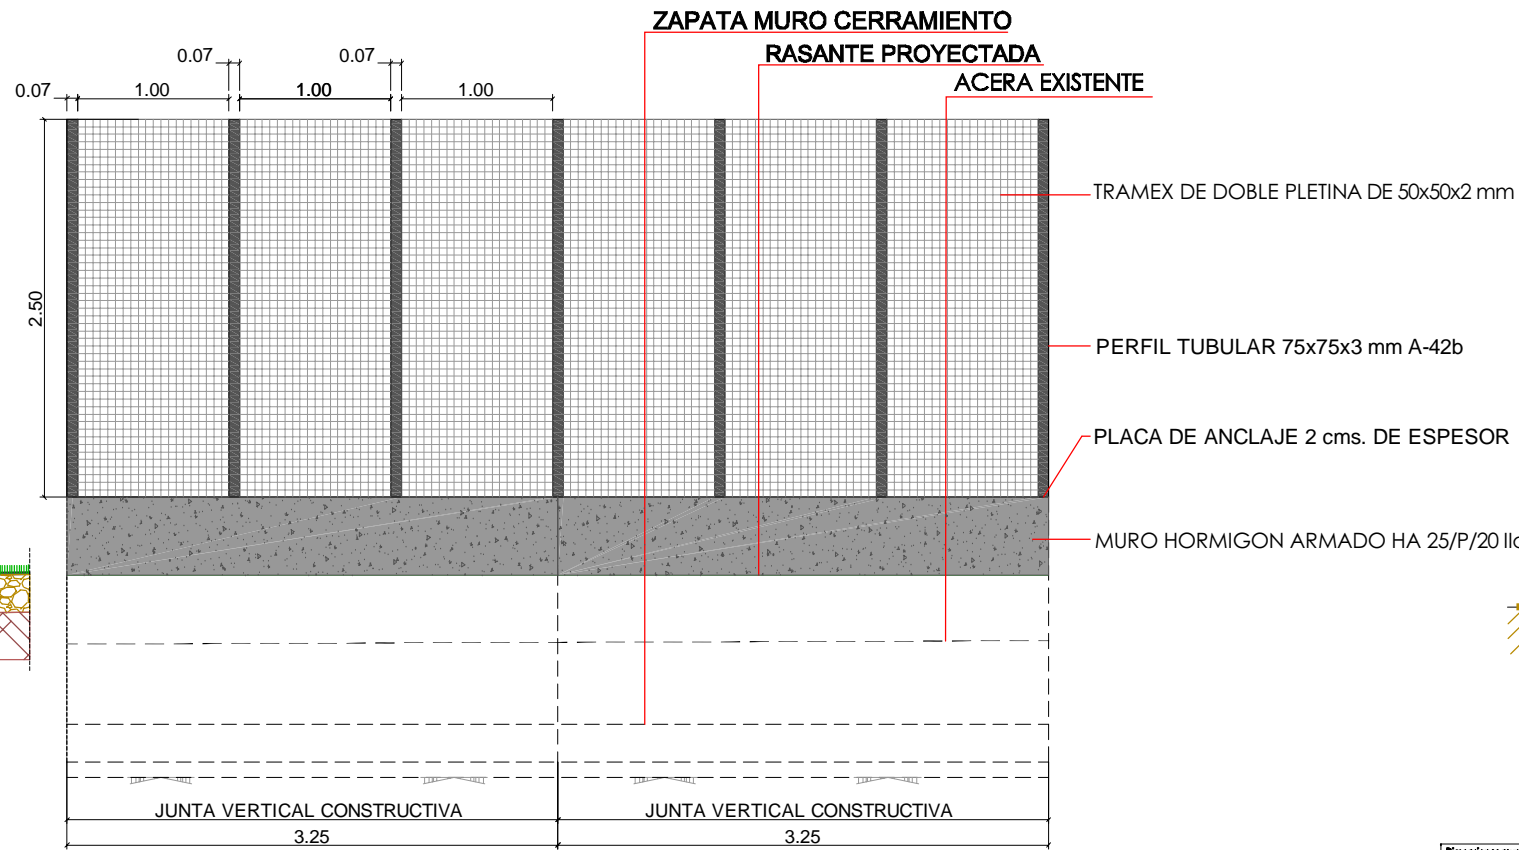 ZAPATA MURO CERRAMIENTO
RASANTE PROYECTADA
ACERA EXISTENTE
0.07
0.07
0.07
1.00
1.00
1.00
TRAMEX DE DOBLE PLETINA DE 50x50x2 mm
2.50
PERFIL TUBULAR 75x75x3 mm A-42b
PLACA DE ANCLAJE 2 cms. DE ESPESOR
MURO HORMIGON ARMADO HA 25/P/20
JUNTA VERTICAL CONSTRUCTIVA
JUNTA VERTICAL CONSTRUCTIVA
3.25
3.25